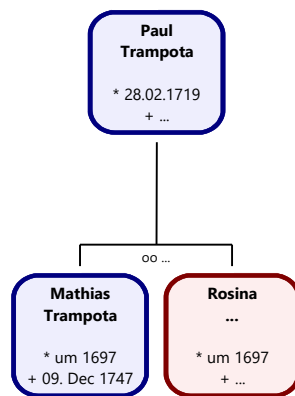 Paul
Trampota
* 28.02.1719
+ ...
oo ...
Mathias
Trampota
* um 1697
+ 09. Dec 1747
Rosina
...
* um 1697
+ ...